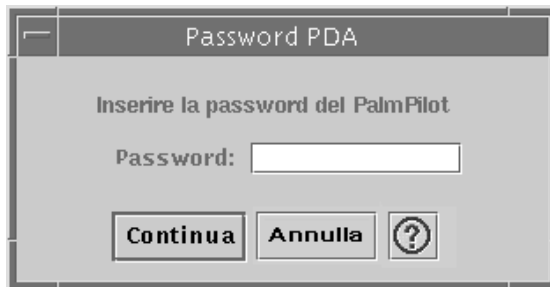 Password PDA
Inserire la password del PalmPilot
Password:
Continua Annulla ?